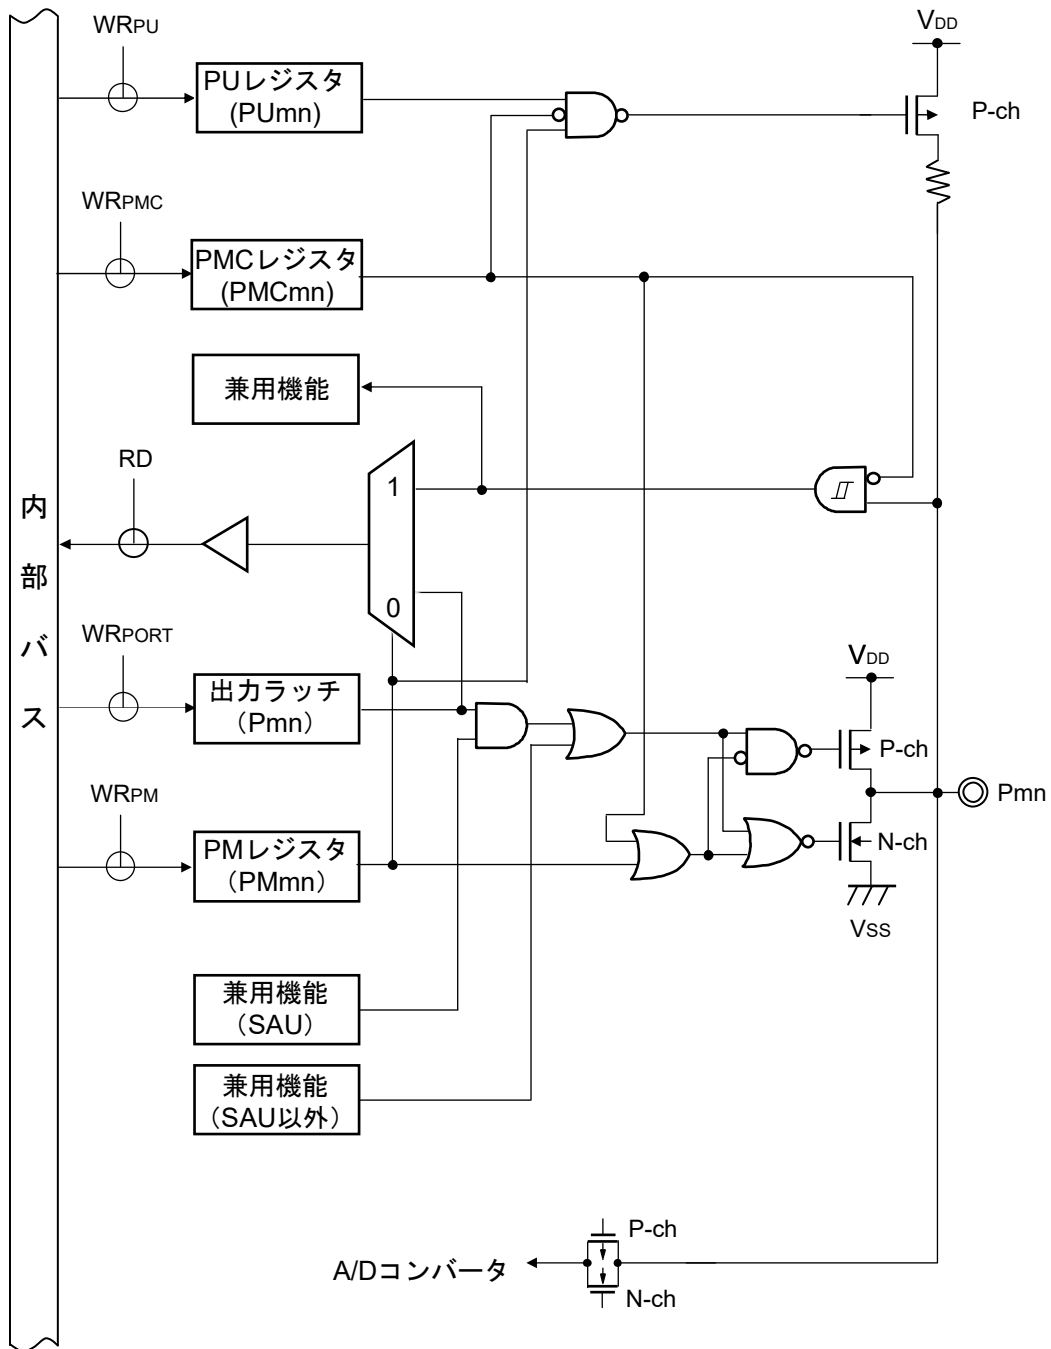 WRPU
VDD
PUレジスタ
(PUmn)
P-ch
WRPMC
PMCレジスタ
(PMCmn)
兼用機能
RD
1
0
内部バス
WRPORT
出力ラッチ
（Pmn）
VDD
P-ch
Pmn
WRPM
PMレジスタ
（PMmn）
N-ch
VSS
兼用機能
（SAU）
兼用機能
（SAU以外）
P-ch
A/Dコンバータ
N-ch